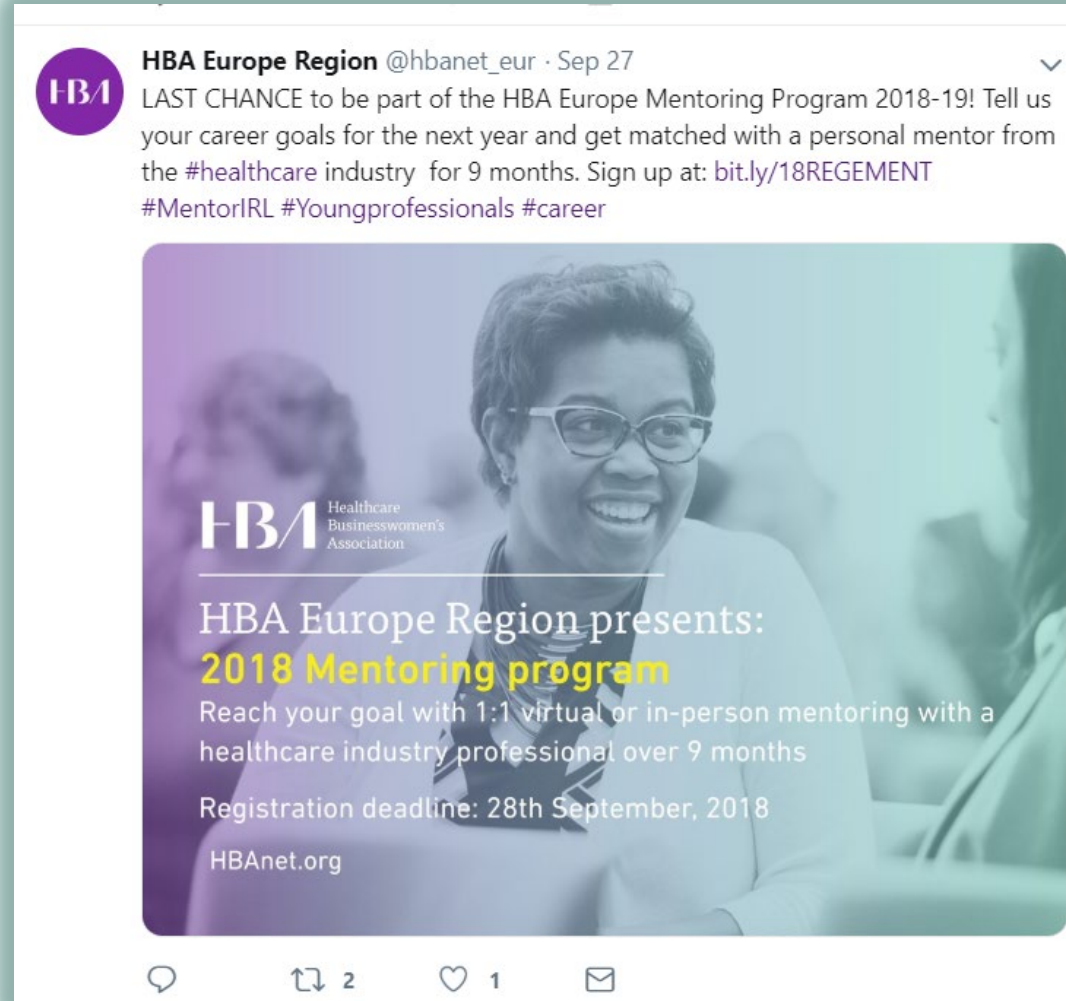 HBA
HBA Europe Region @hbanet_eur · Sep 27
LAST CHANCE to be part of the HBA Europe Mentoring Program 2018-19! Tell us
your career goals for the next year and get matched with a personal mentor from
the #healthcare industry  for 9 months. Sign up at: bit.ly/18REGEMENT
#MentorIRL #Youngprofessionals #career
HBA
Healthcare
Businesswomen's
Association
HBA Europe Region presents:
2018 Mentoring program
Reach your goal with 1:1 virtual or in-person mentoring with a
healthcare industry professional over 9 months
Registration deadline: 28th September, 2018
HBAnet.org
2 1